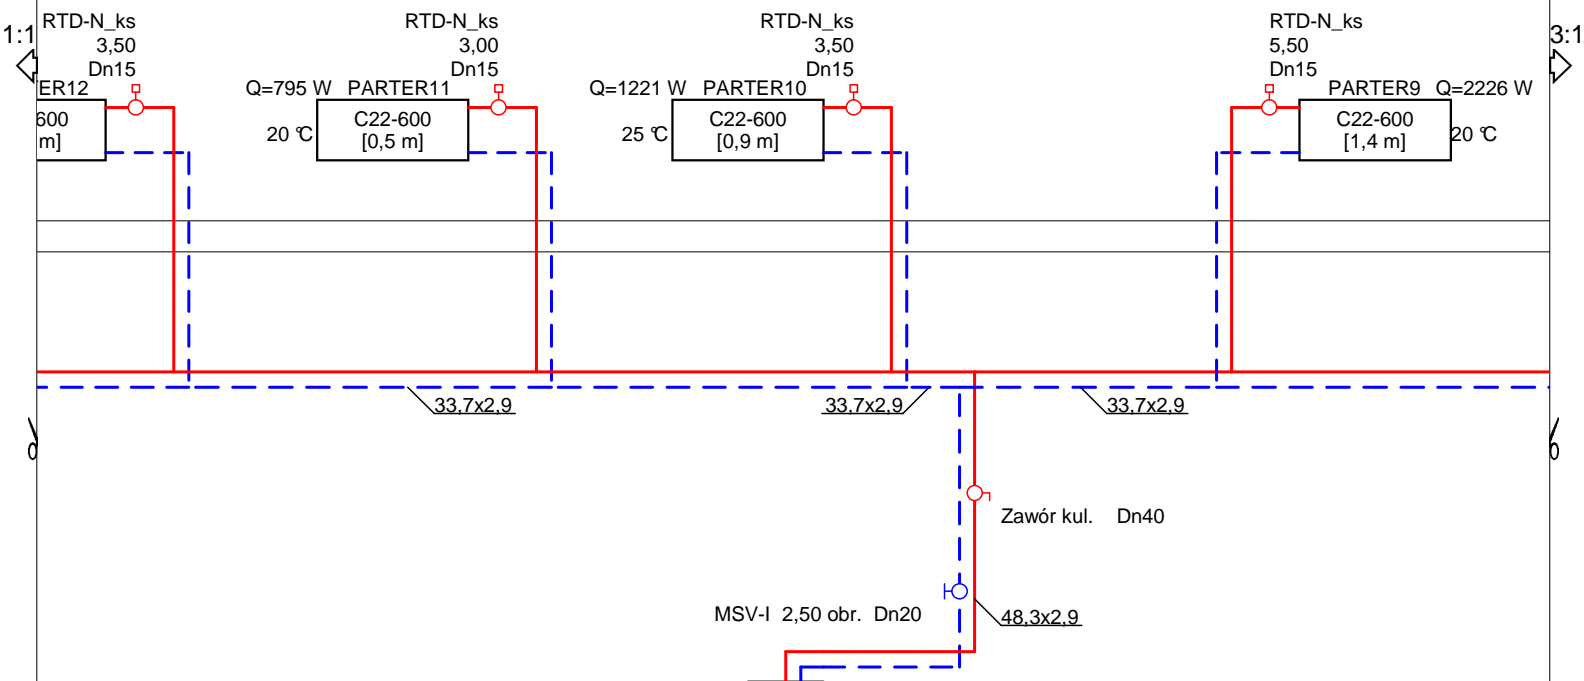 1:1
RTD-N_ks
3,50
Dn15
ER12
600
m]
RTD-N_ks
3,00
Dn15
Q=795 W PARTER11
20 °C
C22-600
[0,5 m]
RTD-N_ks
3,50
Dn15
Q=1221 W PARTER10
25 °C
C22-600
[0,9 m]
RTD-N_ks
5,50
Dn15
PARTER9 Q=2226 W
C22-600
[1,4 m]
20 °C
3:1
33,7x2,9
33,7x2,9
33,7x2,9
Zawór kul. Dn40
MSV-I 2,50 obr. Dn20
48,3x2,9